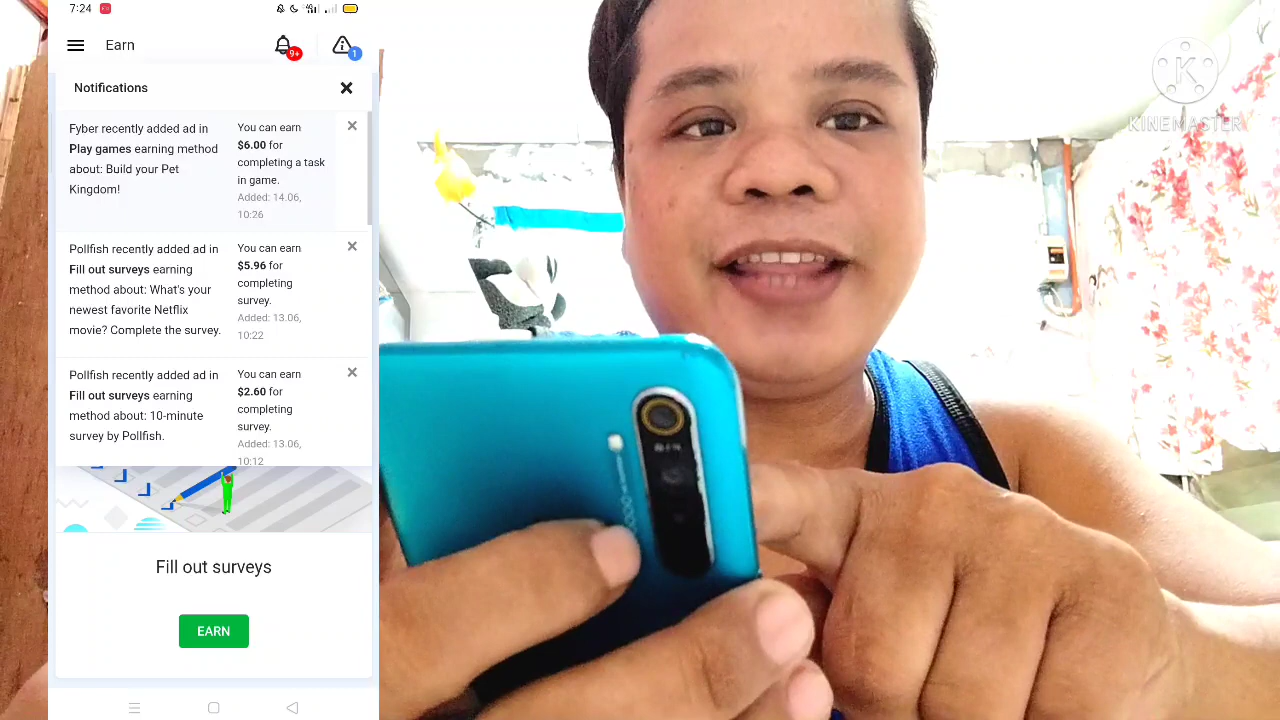 7:24
Earn
9+
1
Notifications
Fyber recently added ad in
Play games earning method
about: Build your Pet
Kingdom!
You can earn
$6.00 for
completing a task
in game.
Added: 14.06,
10:26
Pollfish recently added ad in
Fill out surveys earning
method about: What's your
newest favorite Netflix
movie? Complete the survey.
You can earn
$5.96 for
completing
survey.
Added: 13.06,
10:22
Pollfish recently added ad in
Fill out surveys earning
method about: 10-minute
survey by Pollfish.
You can earn
$2.60 for
completing
survey.
Added: 13.06,
10:12
Fill out surveys
EARN
K
KINEMASTER